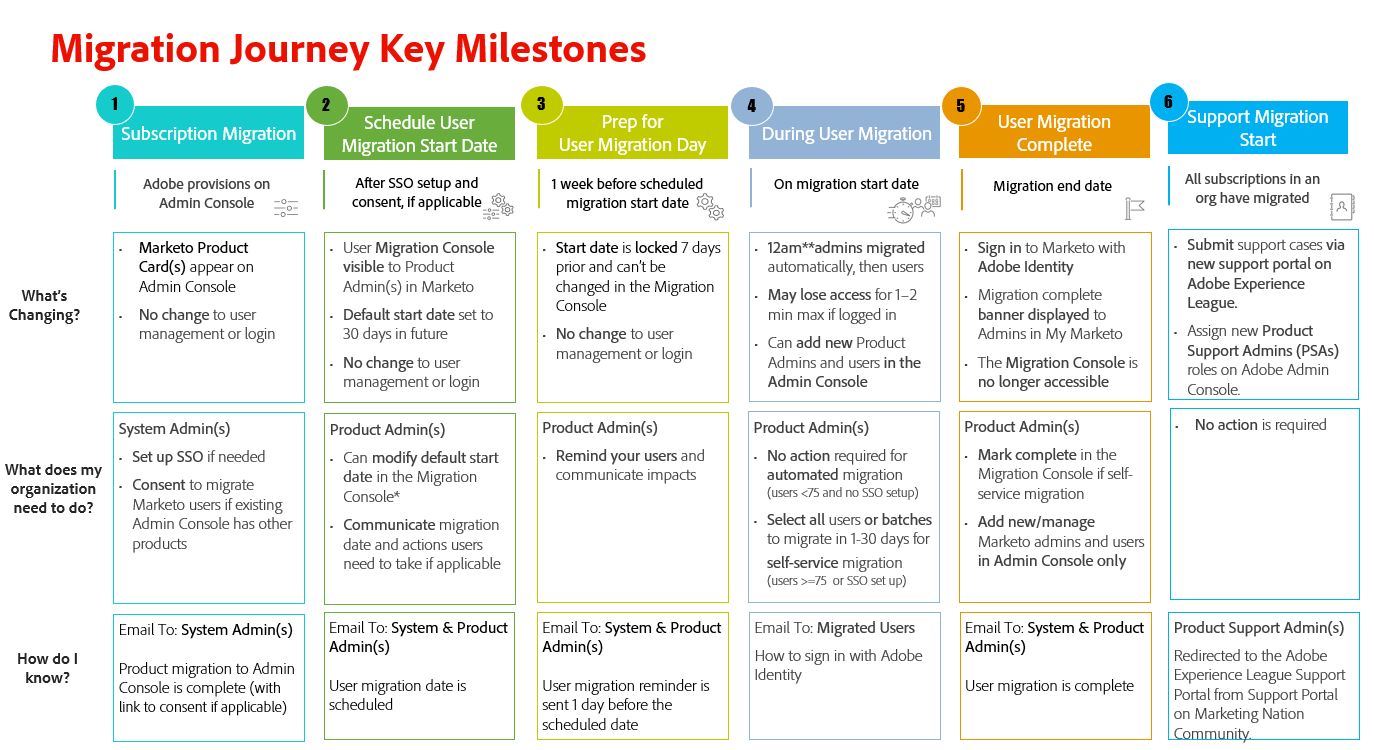 Migration Journey Key Milestones
1
Subscription Migration
2
Schedule User
Migration Start Date
3
Prep for
User Migration Day
4
During User Migration
5
User Migration
Complete
6
Support Migration
Start
Adobe provisions on
Admin Console
After SSO setup and
consent, if applicable
1 week before scheduled
migration start date
On migration start date
Migration end date
All subscriptions in an
org have migrated
What's
Changing?
· Marketo Product
Card(s) appear on
Admin Console
· No change to user
management or login
· User Migration Console
visible to Product
Admin(s) in Marketo
· Default start date set to
30 days in future
· No change to user
management or login
· Start date is locked 7 days
prior and can't be
changed in the Migration
Console
· No change to user
management or login
· 12am**admins migrated
automatically, then users
· May lose access for 1–2
min max if logged in
· Can add new Product
Admins and users in the
Admin Console
· Sign in to Marketo with
Adobe Identity
· Migration complete
banner displayed to
Admins in My Marketo
· The Migration Console is
no longer accessible
· Submit support cases via
new support portal on
Adobe Experience
League.
· Assign new Product
Support Admins (PSAs)
roles on Adobe Admin
Console.
What does my
organization
need to do?
System Admin(s)
· Set up SSO if needed
· Consent to migrate
Marketo users if existing
Admin Console has other
products
Product Admin(s)
· Can modify default start
date in the Migration
Console*
· Communicate migration
date and actions users
need to take if applicable
Product Admin(s)
· Remind your users and
communicate impacts
Product Admin(s)
· No action required for
automated migration
(users <75 and no SSO setup)
· Select all users or batches
to migrate in 1-30 days for
self-service migration
(users >=75 or SSO set up)
Product Admin(s)
· Mark complete in the
Migration Console if self-
service migration
· Add new/manage
Marketo admins and users
in Admin Console only
· No action is required
How do I
know?
Email To: System Admin(s)
Product migration to Admin
Console is complete (with
link to consent if applicable)
Email To: System & Product
Admin(s)
User migration date is
scheduled
Email To: System & Product
Admin(s)
User migration reminder is
sent 1 day before the
scheduled date
Email To: Migrated Users
How to sign in with Adobe
Identity
Email To: System & Product
Admin(s)
User migration is complete
Product Support Admin(s)
Redirected to the Adobe
Experience League Support
Portal from Support Portal
on Marketing Nation
Community.